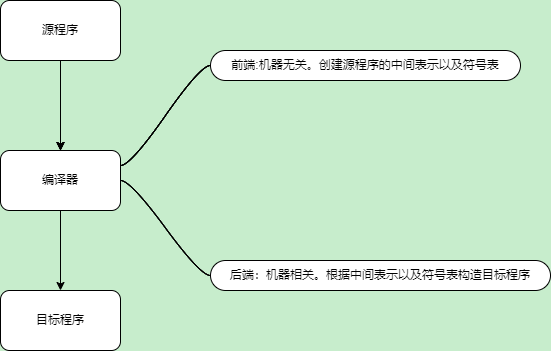 源程序
前端:机器无关。创建源程序的中间表示以及符号表
编译器
后端：机器相关。根据中间表示以及符号表构造目标程序
目标程序